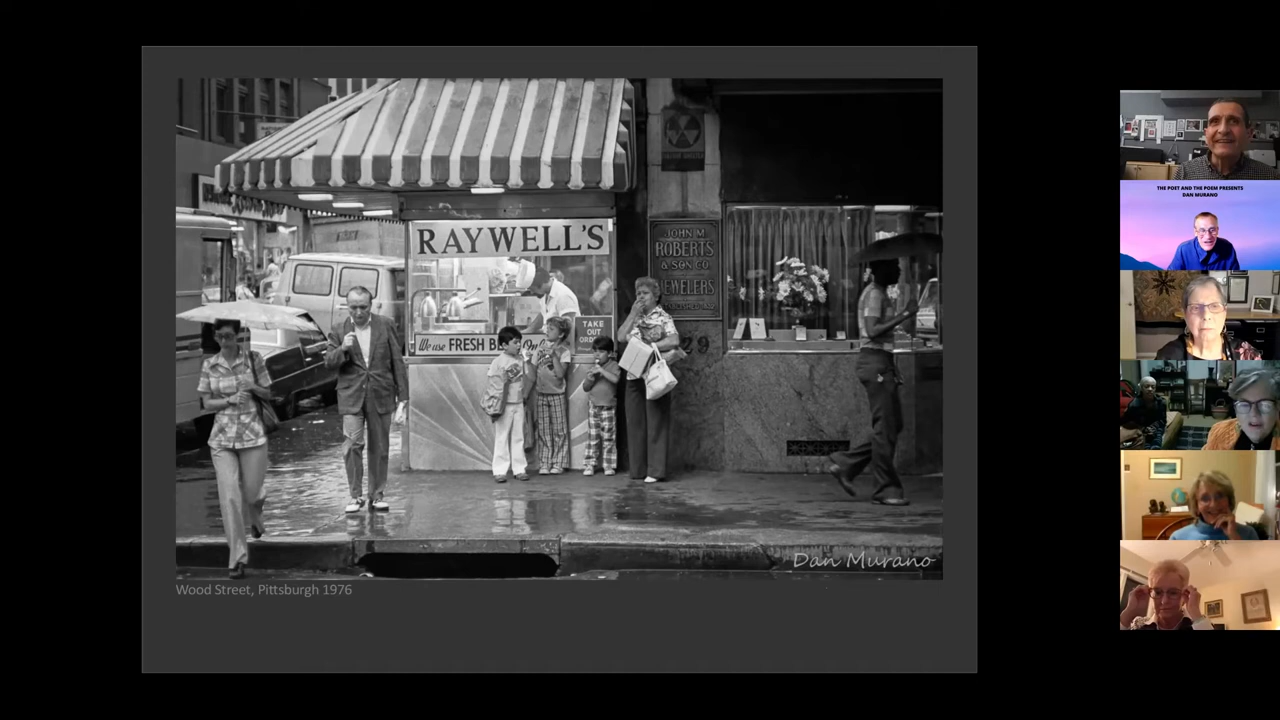 RAYWELL'S
We use FRESH
TAKE
OUT
JOHN M.
ROBERTS
& SON CO.
JEWELERS
29
Dan Murano
Wood Street, Pittsburgh 1976
THE POET AND THE POEM PRESENTS
DAN MURANO